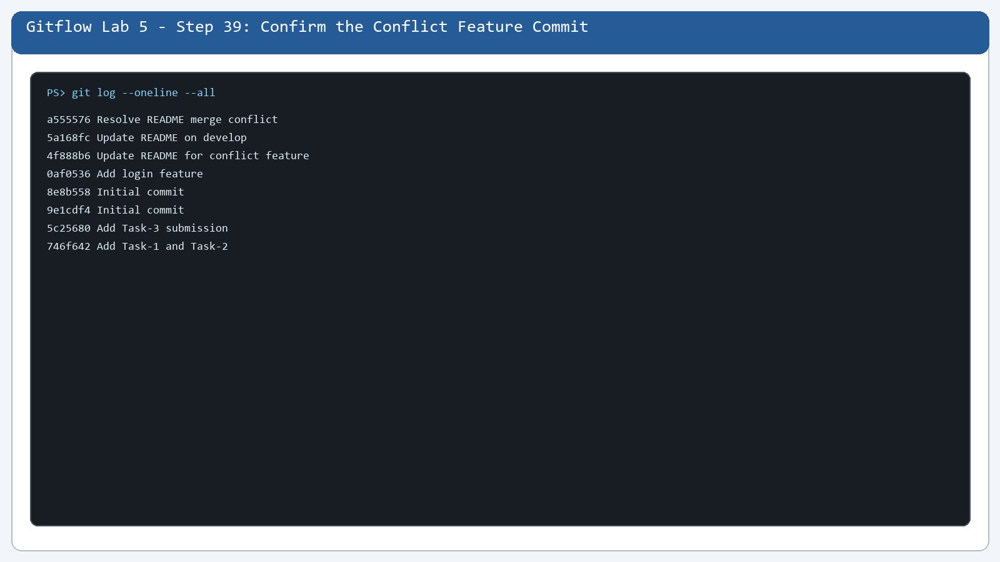 Gitflow Lab 5 - Step 39: Confirm the Conflict Feature Commit
PS> git log --oneline --all
a555576 Resolve README merge conflict
5a168fc Update README on develop
4f888b6 Update README for conflict feature
0af0536 Add login feature
8e8b558 Initial commit
9e1cdf4 Initial commit
5c25680 Add Task-3 submission
746f642 Add Task-1 and Task-2